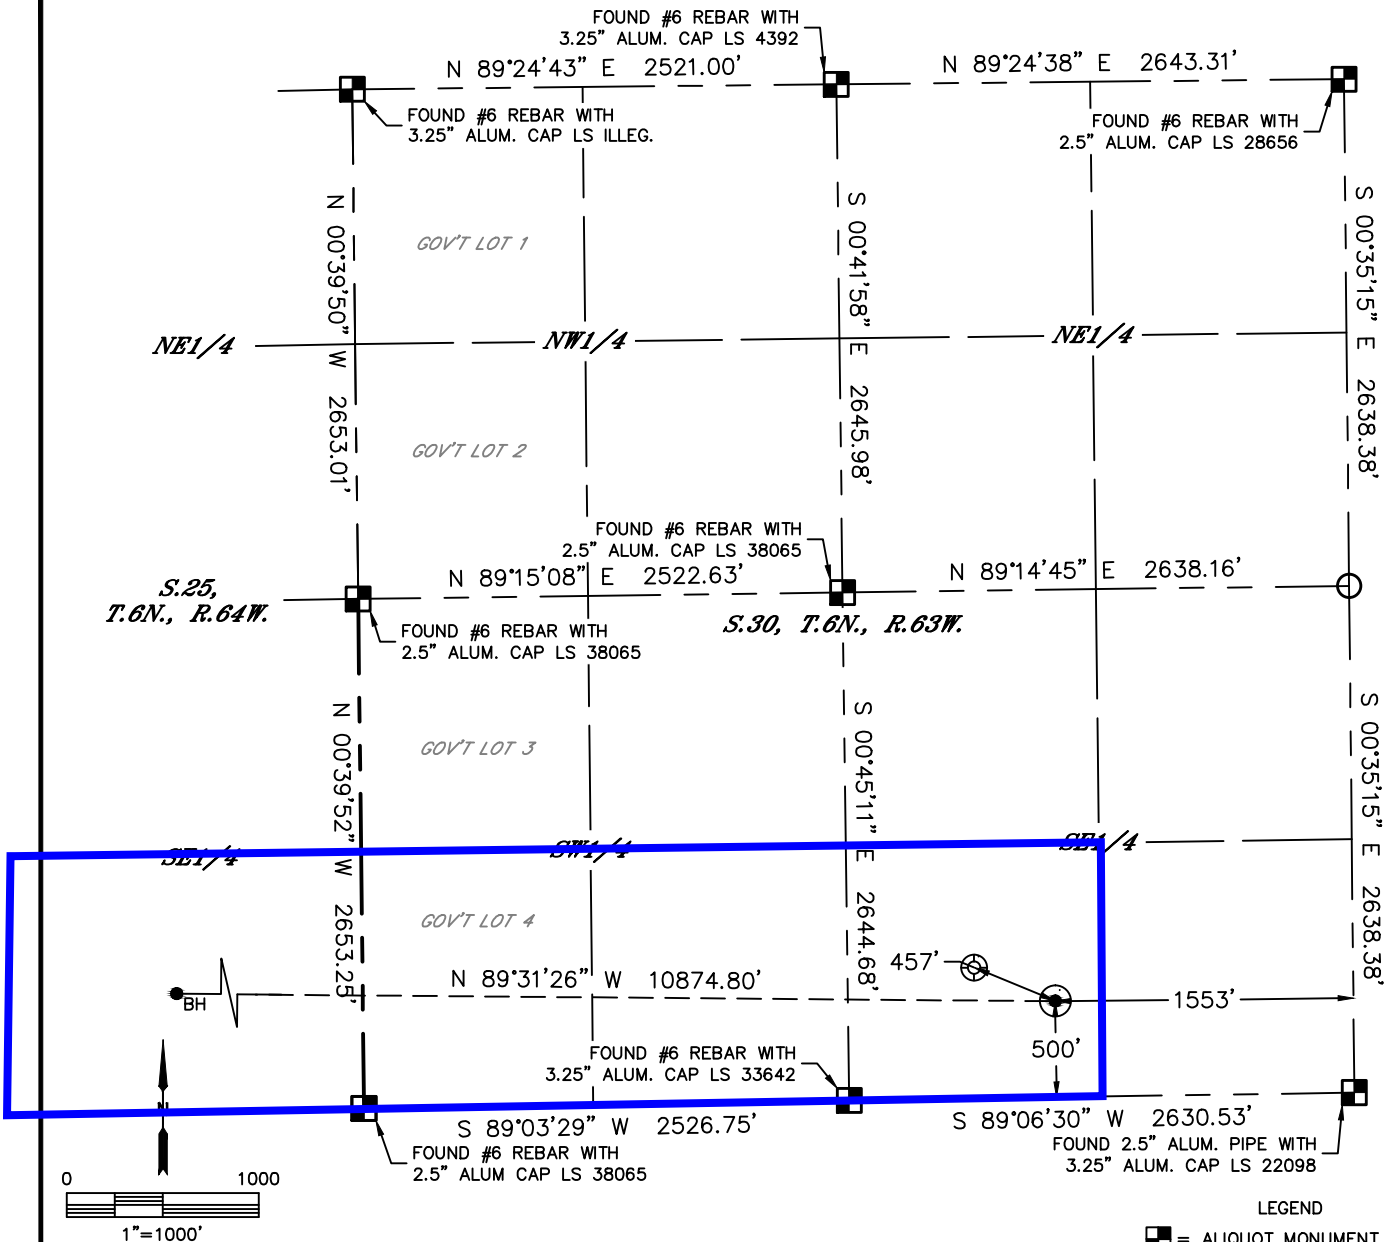 FOUND #6 REBAR WITH
3.25" ALUM. CAP LS 4392
N 89°24'43" E 2521.00'
N 89°24'38" E 2643.31'
FOUND #6 REBAR WITH
3.25" ALUM. CAP LS ILLEG.
FOUND #6 REBAR WITH
2.5" ALUM. CAP LS 28656
N 00°39'50" W 2653.01'
S 00°41'58" E 2645.98'
S 00°35'15" E 2638.38'
GOV'T LOT 1
NE1/4
NW1/4
NE1/4
GOV'T LOT 2
FOUND #6 REBAR WITH
2.5" ALUM. CAP LS 38065
N 89°15'08" E 2522.63'
N 89°14'45" E 2638.16'
S.25,
T.6N., R.64W.
S.30, T.6N., R.63W.
FOUND #6 REBAR WITH
2.5" ALUM. CAP LS 38065
N 00°39'52" W 2653.25'
S 00°45'11" E 2644.68'
S 00°35'15" E 2638.38'
GOV'T LOT 3
SE1/4
SW1/4
SE1/4
GOV'T LOT 4
457'
N 89°31'26" W 10874.80'
BH
1553'
500'
FOUND #6 REBAR WITH
3.25" ALUM. CAP LS 33642
N
S 89°03'29" W 2526.75'
S 89°06'30" W 2630.53'
FOUND #6 REBAR WITH
2.5" ALUM CAP LS 38065
FOUND 2.5" ALUM. PIPE WITH
3.25" ALUM. CAP LS 22098
0 1000
1"=1000'
LEGEND
= ALIQUOT MONUMENT